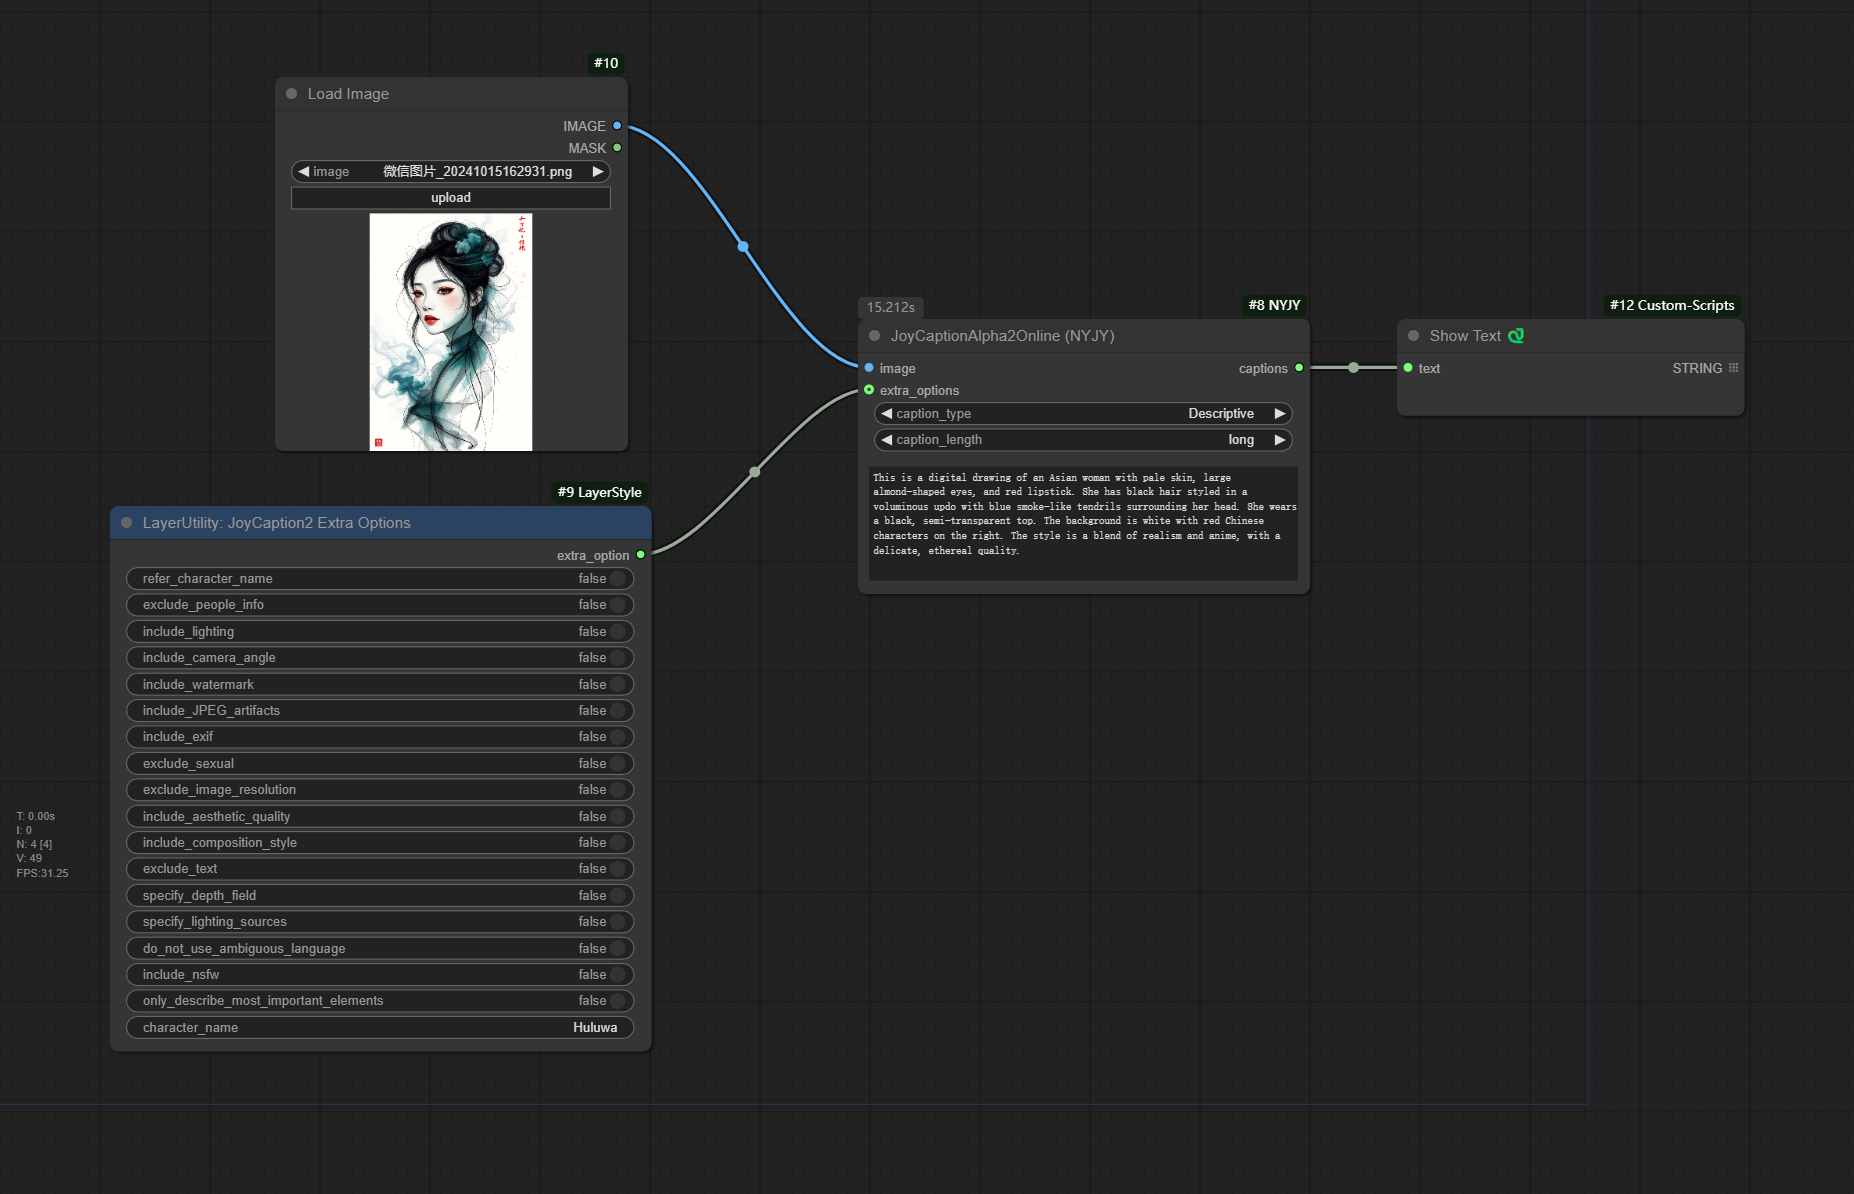 #10
Load Image
IMAGE
MASK
image 微信图片_20241015162931.png
upload
#9 LayerStyle
LayerUtility: JoyCaption2 Extra Options
extra_option
refer_character_name false
exclude_people_info false
include_lighting false
include_camera_angle false
include_watermark false
include_JPEG_artifacts false
include_exif false
exclude_sexual false
exclude_image_resolution false
include_aesthetic_quality false
include_composition_style false
exclude_text false
specify_depth_field false
specify_lighting_sources false
do_not_use_ambiguous_language false
include_nsfw false
only_describe_most_important_elements false
character_name Huluwa
T: 0.00s
I: 0
N: 4 [4]
V: 49
FPS:31.25
15.212s
#8 NYJY
JoyCaptionAlpha2Online (NYJY)
image captions
extra_options
caption_type Descriptive
caption_length long
This is a digital drawing of an Asian woman with pale skin, large
almond-shaped eyes, and red lipstick. She has black hair styled in a
voluminous updo with blue smoke-like tendrils surrounding her head. She wears
a black, semi-transparent top. The background is white with red Chinese
characters on the right. The style is a blend of realism and anime, with a
delicate, ethereal quality.
#12 Custom-Scripts
Show Text
text STRING